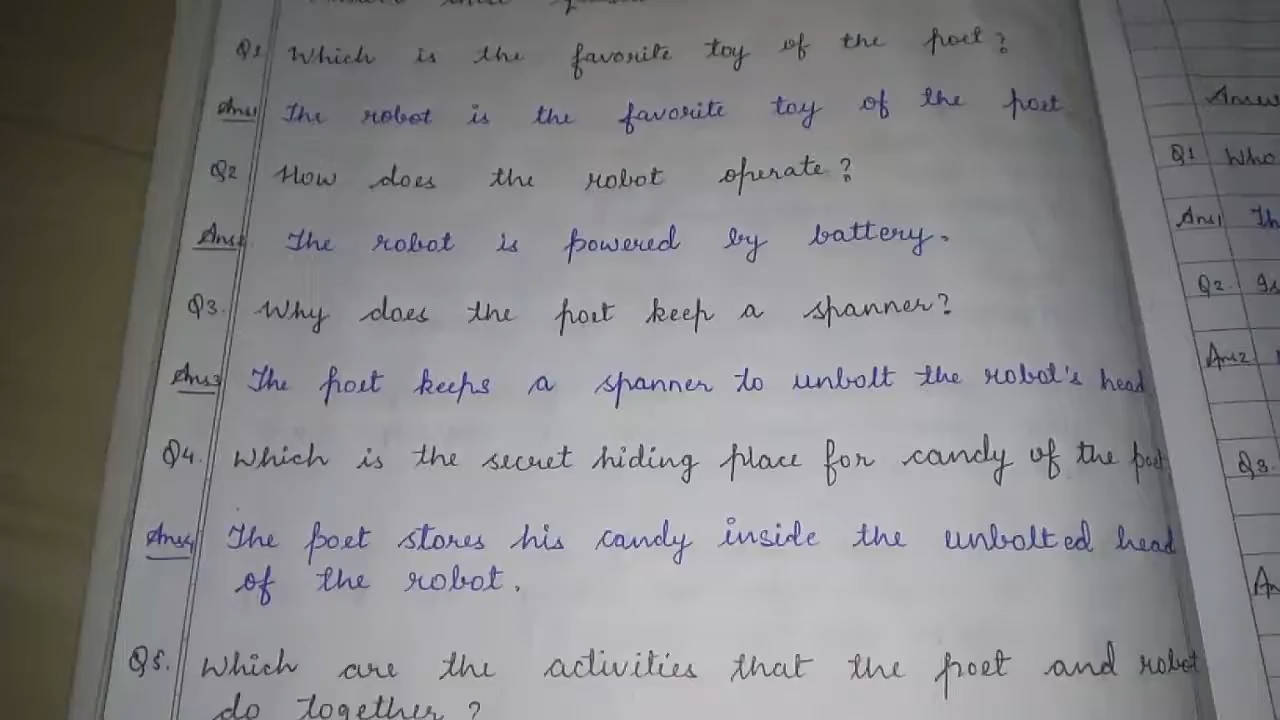 Q1 Which is the favorite toy of the poet?
Ans1 The robot is the favorite toy of the poet
Q2 How does the robot operate?
Ans2 The robot is powered by battery.
Q3. Why does the poet keep a spanner?
Ans3 The poet keeps a spanner to unbolt the robot's head
Q4. Which is the secret hiding place for candy of the poet
Ans4 The poet stores his candy inside the unbolted head
of the robot.
Q5. Which are the activities that the poet and robot
do together?
Q1 Who
Ans1 Th
Q2.
Ans2
Q3.